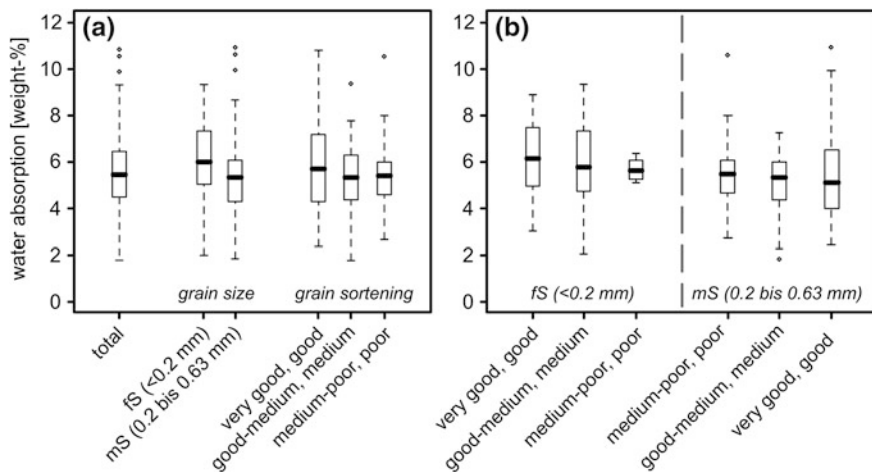 (a)
(b)
water absorption [weight-%]
12
10
8
6
4
2
0
grain size
grain sortening
total
fS (<0.2 mm)
mS (0.2 bis 0.63 mm)
very good, good
good-medium, medium
medium-poor, poor
12
10
8
6
4
2
0
fS (<0.2 mm)
mS (0.2 bis 0.63 mm)
very good, good
good-medium, medium
medium-poor, poor
medium-poor, poor
good-medium, medium
very good, good